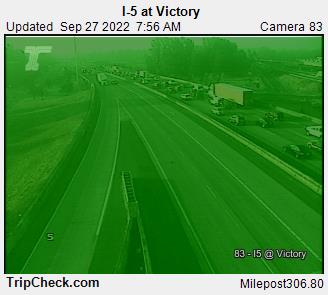 I-5 at Victory
Updated Sep 27 2022 7:56 AM Camera 83
S
83 - I5 @ Victory
TripCheck.com Milepost306.80